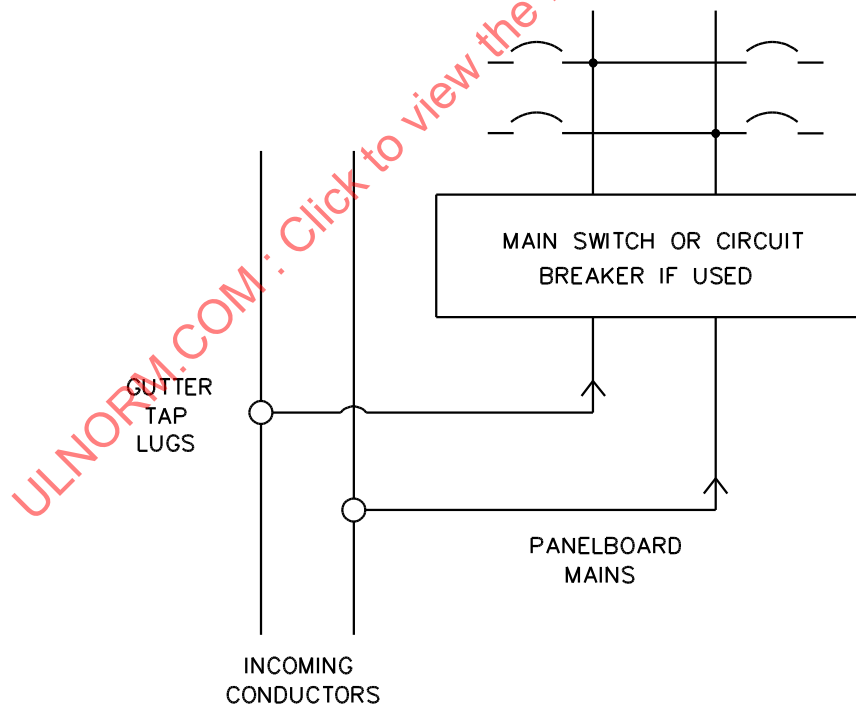 MAIN SWITCH OR CIRCUIT
BREAKER IF USED
GUTTER
TAP
LUGS
PANELBOARD
MAINS
INCOMING
CONDUCTORS
ULNORM.COM : Click to view the